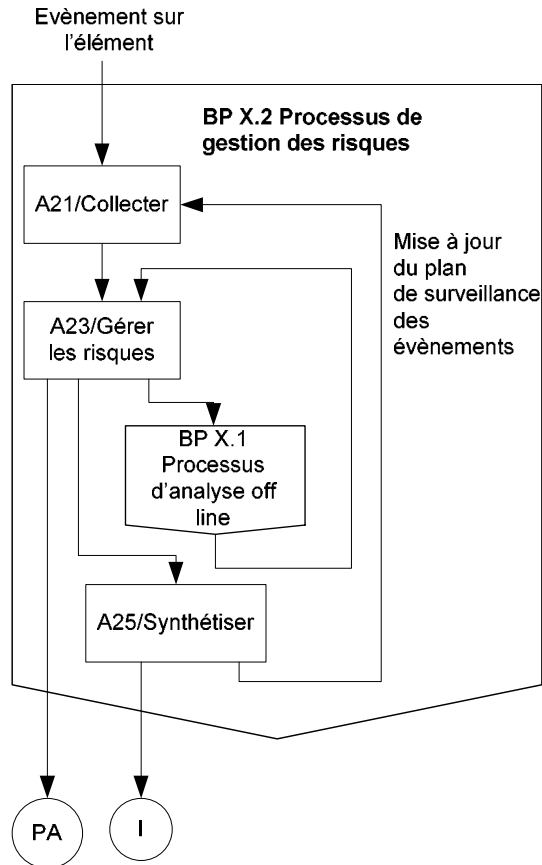 Evènement sur
l'élément
BP X.2 Processus de
gestion des risques
A21/Collecter
Mise à jour
du plan
de surveillance
des
évènements
A23/Gérer
les risques
BP X.1
Processus
d'analyse off
line
A25/Synthétiser
PA
I